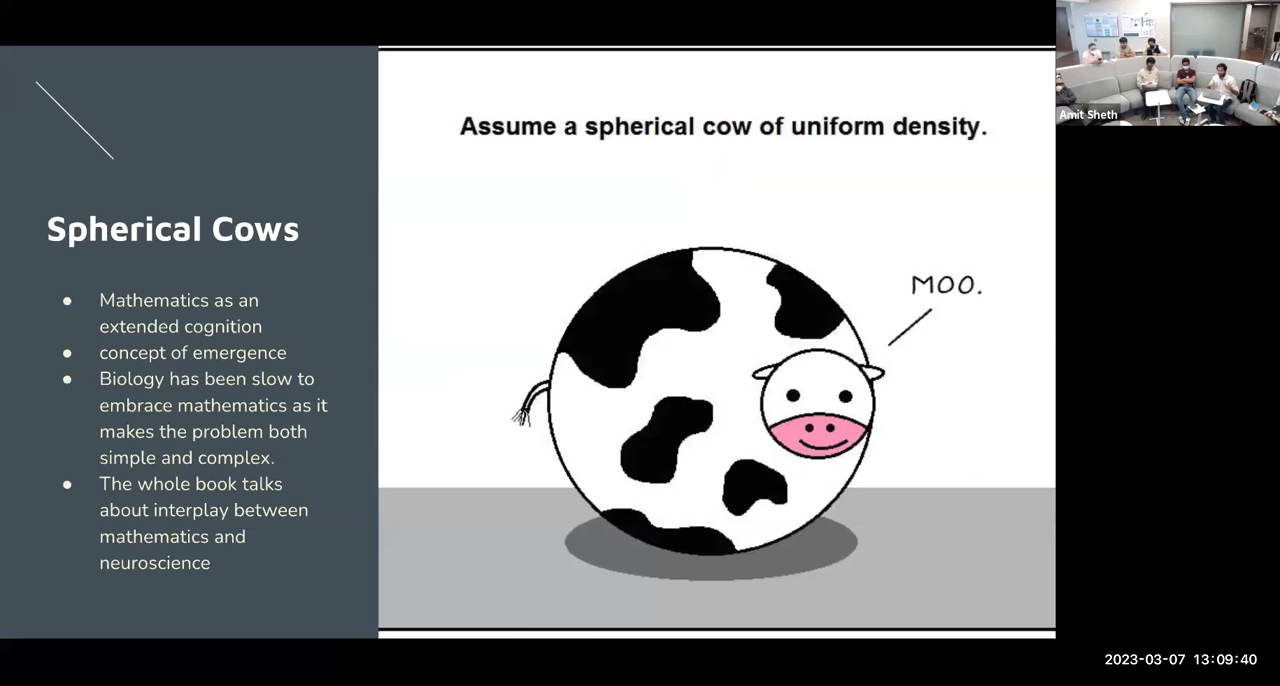 Spherical Cows
● Mathematics as an
extended cognition
● concept of emergence
● Biology has been slow to
embrace mathematics as it
makes the problem both
simple and complex.
● The whole book talks
about interplay between
mathematics and
neuroscience
Assume a spherical cow of uniform density.
MOO.
Amit Sheth
2023-03-07 13:09:40